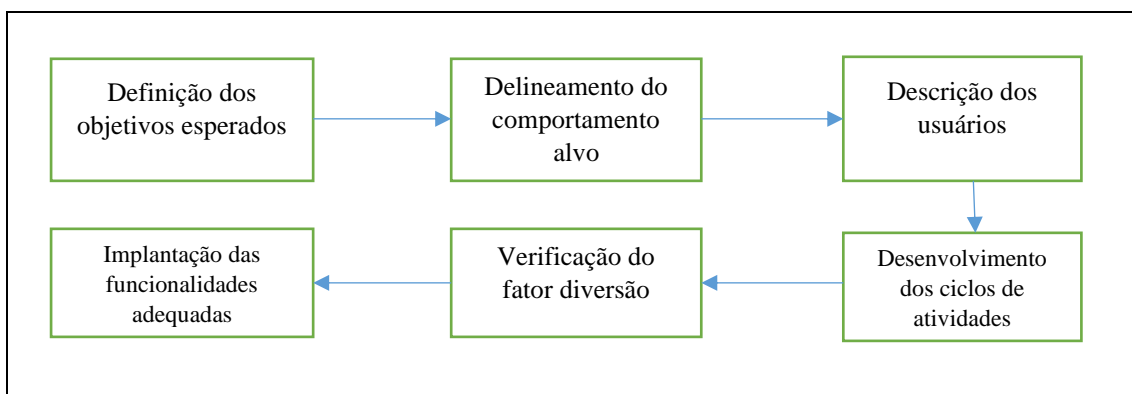 Definição dos
objetivos esperados
Delineamento do
comportamento
alvo
Descrição dos
usuários
Desenvolvimento
dos ciclos de
atividades
Verificação do
fator diversão
Implantação das
funcionalidades
adequadas